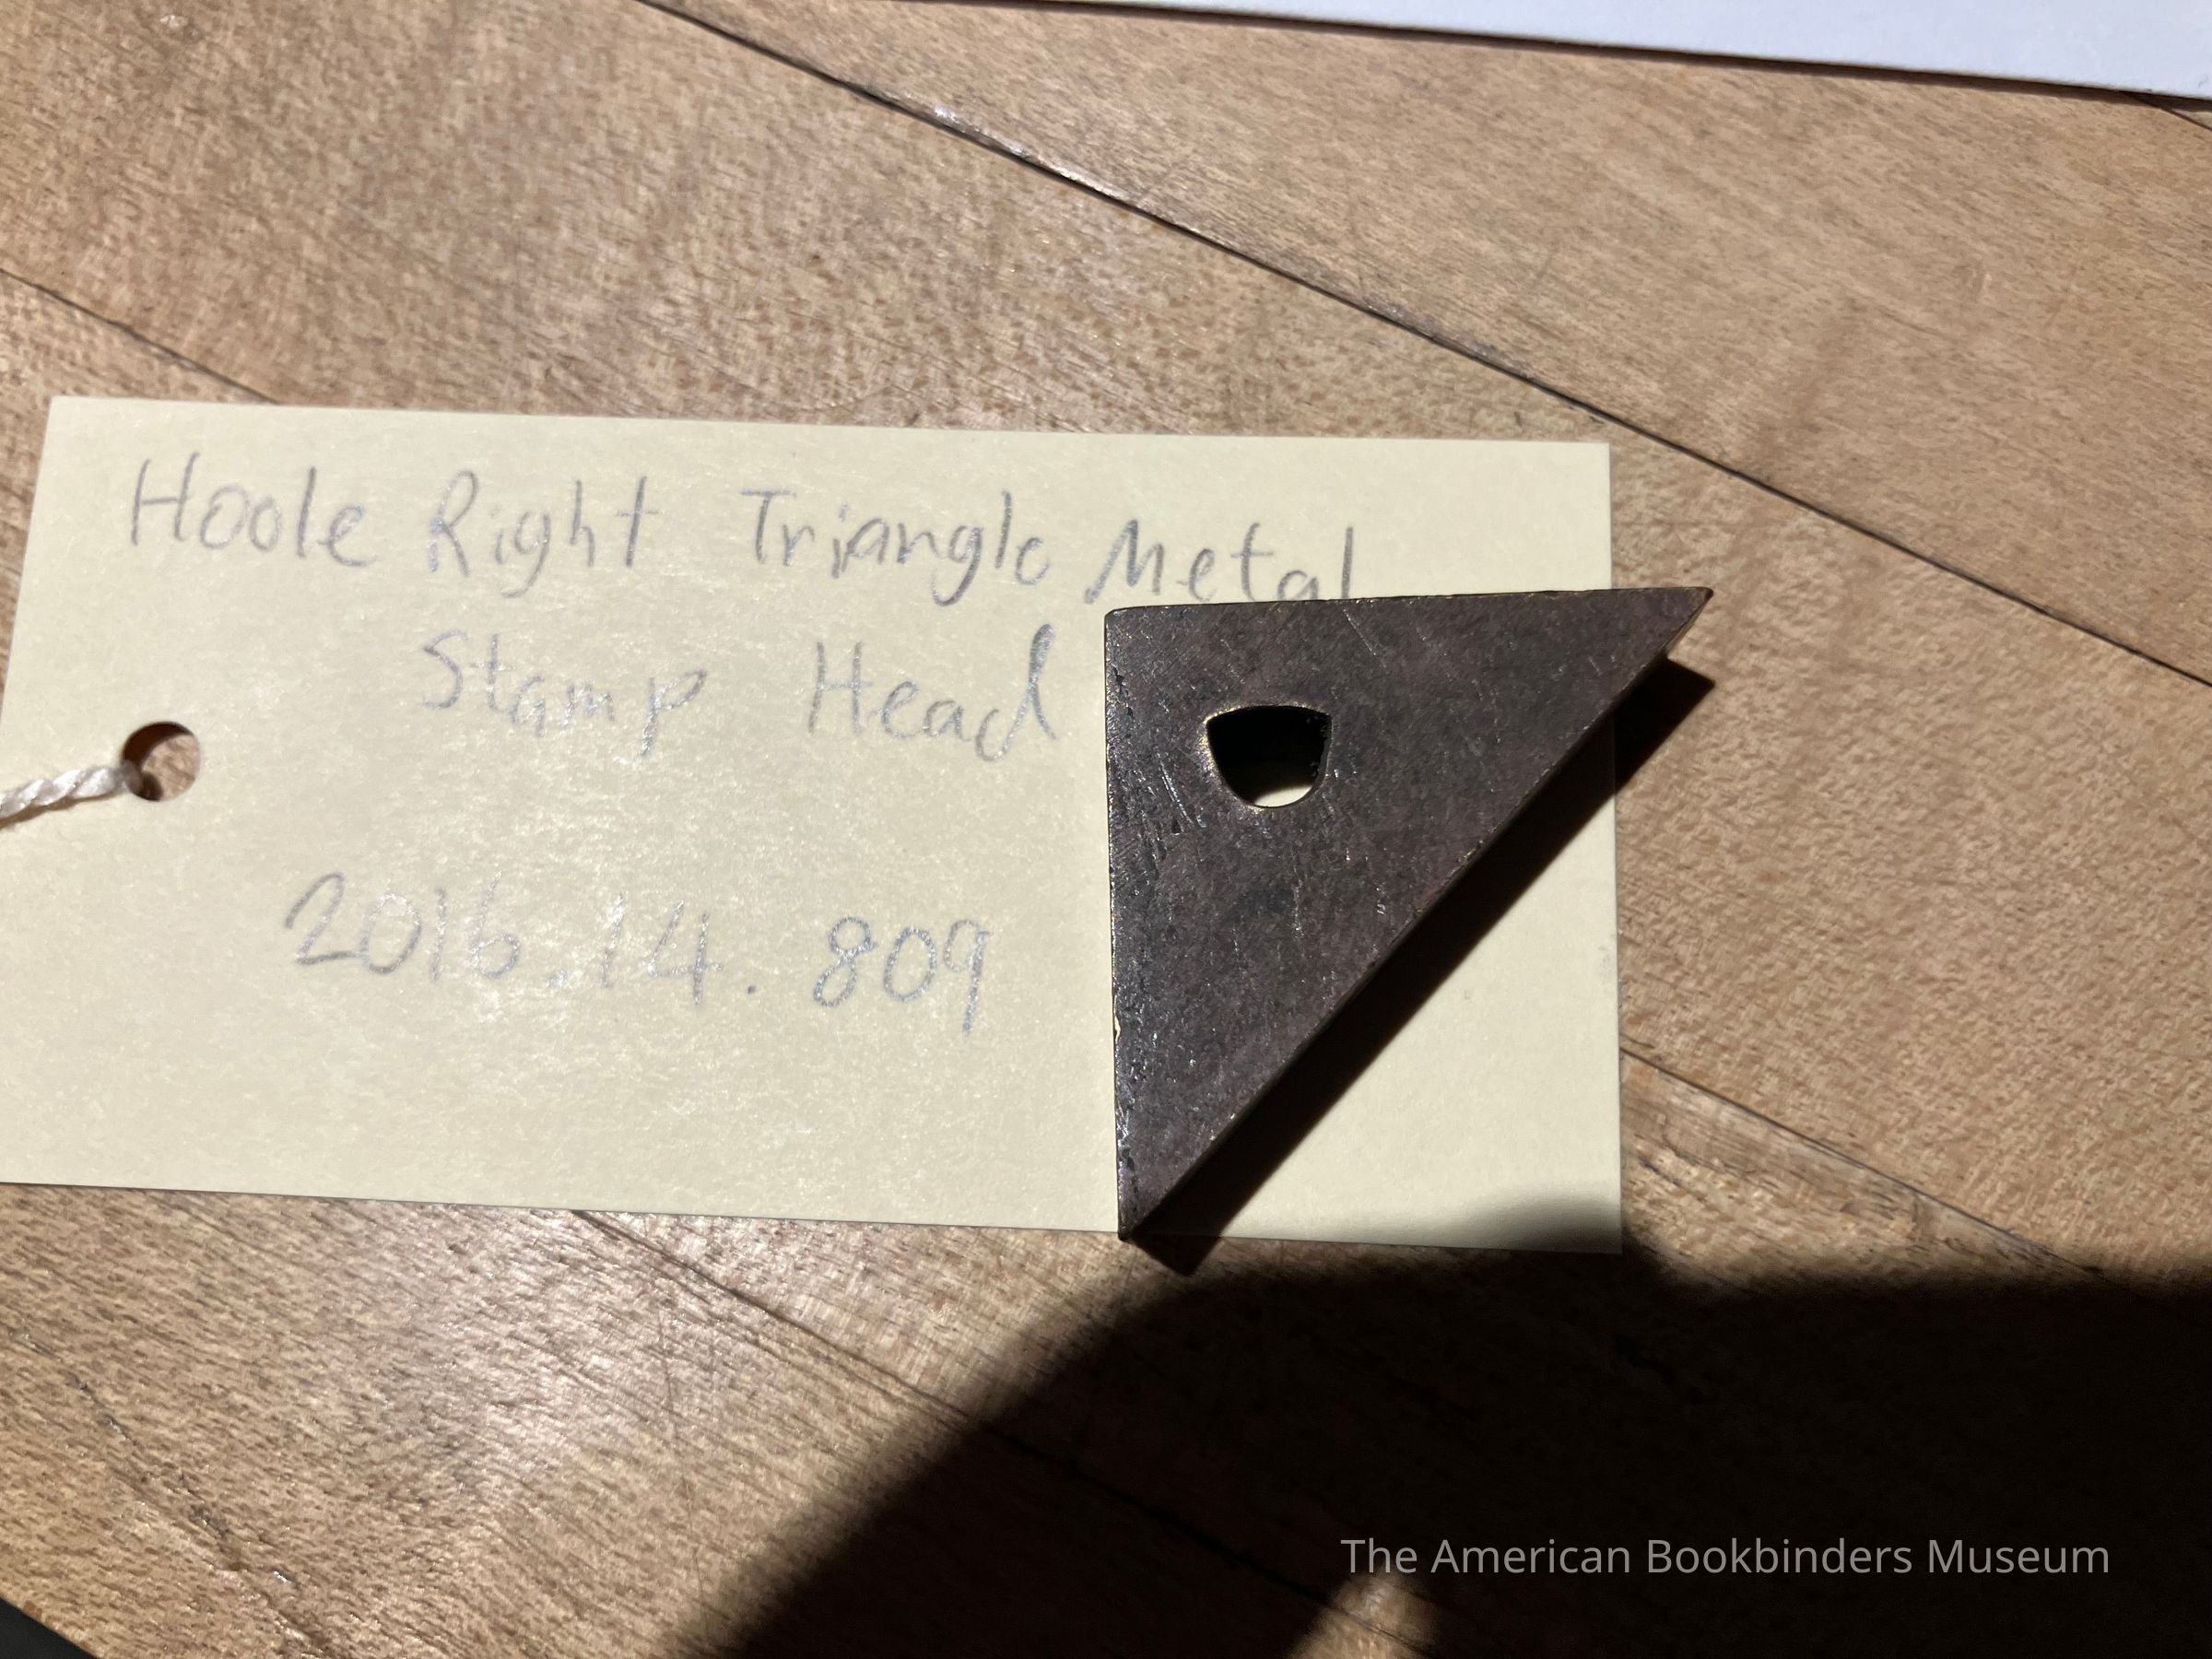 Hoole Right Triangle Metal
Stamp Head
2016.14.809
The American Bookbinders Museum